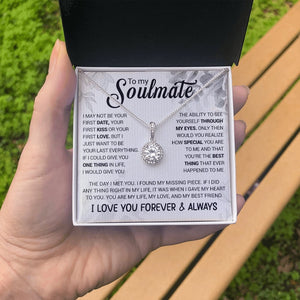 To my
Soulmate
I MAY NOT BE YOUR
FIRST DATE, YOUR
FIRST KISS OR YOUR
FIRST LOVE. BUT I
JUST WANT TO BE
YOUR LAST EVERYTHING.
IF I COULD GIVE YOU
ONE THING IN LIFE,
I WOULD GIVE YOU
THE ABILITY TO SEE
YOURSELF THROUGH
MY EYES, ONLY THEN
WOULD YOU REALIZE
HOW SPECIAL YOU ARE
TO ME AND THAT
YOU'RE THE BEST
THING THAT EVER
HAPPENED TO ME.
THE DAY I MET YOU. I FOUND MY MISSING PIECE. IF I DID
ANY THING RIGHT IN MY LIFE, IT WAS WHEN I GAVE MY HEART
TO YOU. YOU ARE MY LIFE, MY LOVE, AND MY BEST FRIEND.
I LOVE YOU FOREVER & ALWAYS